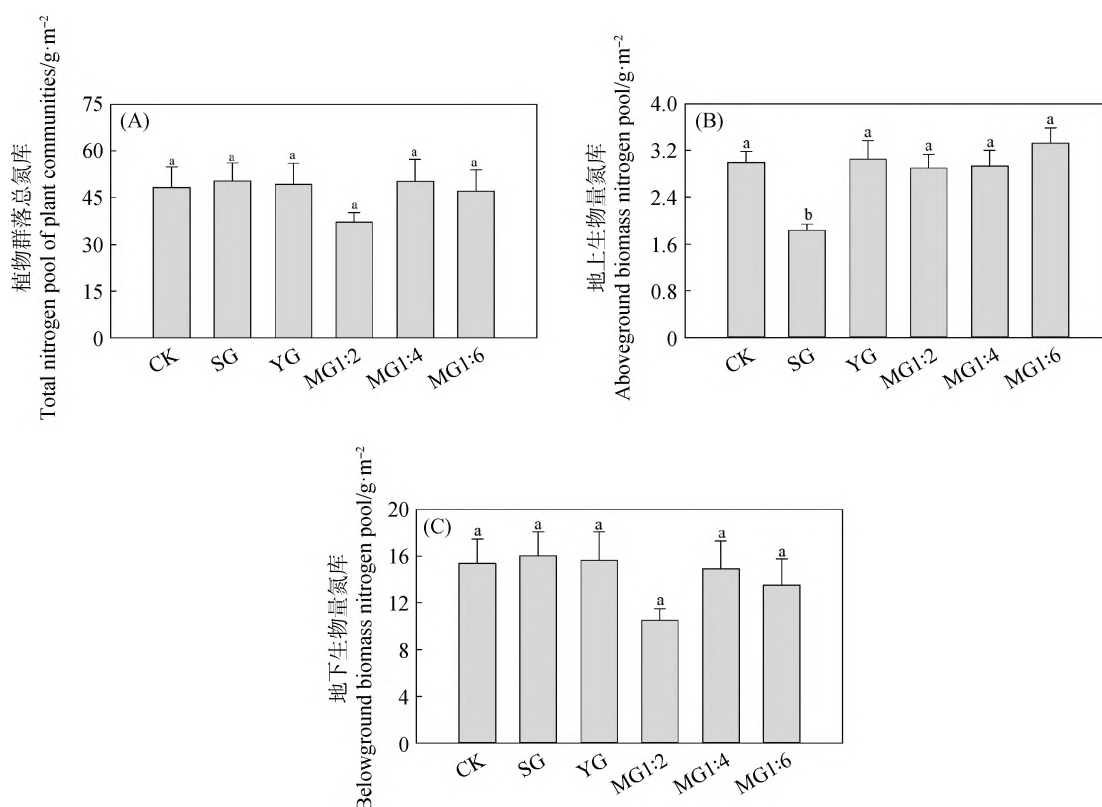 植物群落总氮库
Total nitrogen pool of plant communities/g·m⁻²
75
60
45
30
15
0
(A)
a
a
a
a
a
a
CK
SG
YG
MG1:2
MG1:4
MG1:6
地上生物量氮库
Aboveground biomass nitrogen pool/g·m⁻²
4.0
3.2
2.4
1.6
0.8
0
(B)
a
b
a
a
a
a
CK
SG
YG
MG1:2
MG1:4
MG1:6
地下生物量氮库
Belowground biomass nitrogen pool/g·m⁻²
20
16
12
8
4
0
(C)
a
a
a
a
a
a
CK
SG
YG
MG1:2
MG1:4
MG1:6